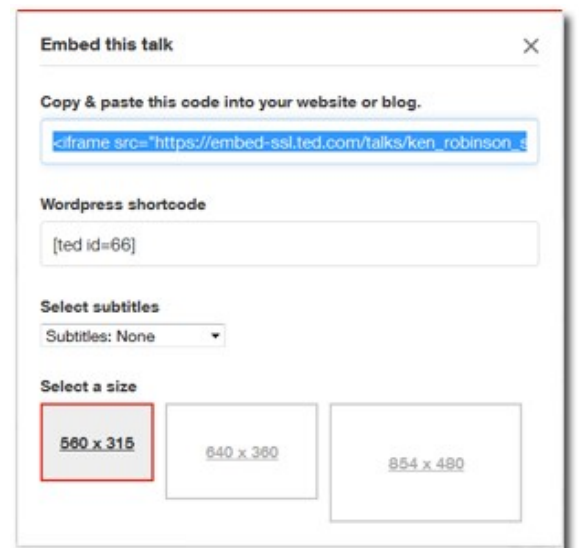 Embed this talk
Copy & paste this code into your website or blog.
<iframe src="https://embed-ssl.ted.com/talks/ken_robinson_s
Wordpress shortcode
[ted id=66]
Select subtitles
Subtitles: None
Select a size
560 x 315
640 x 360
854 x 480